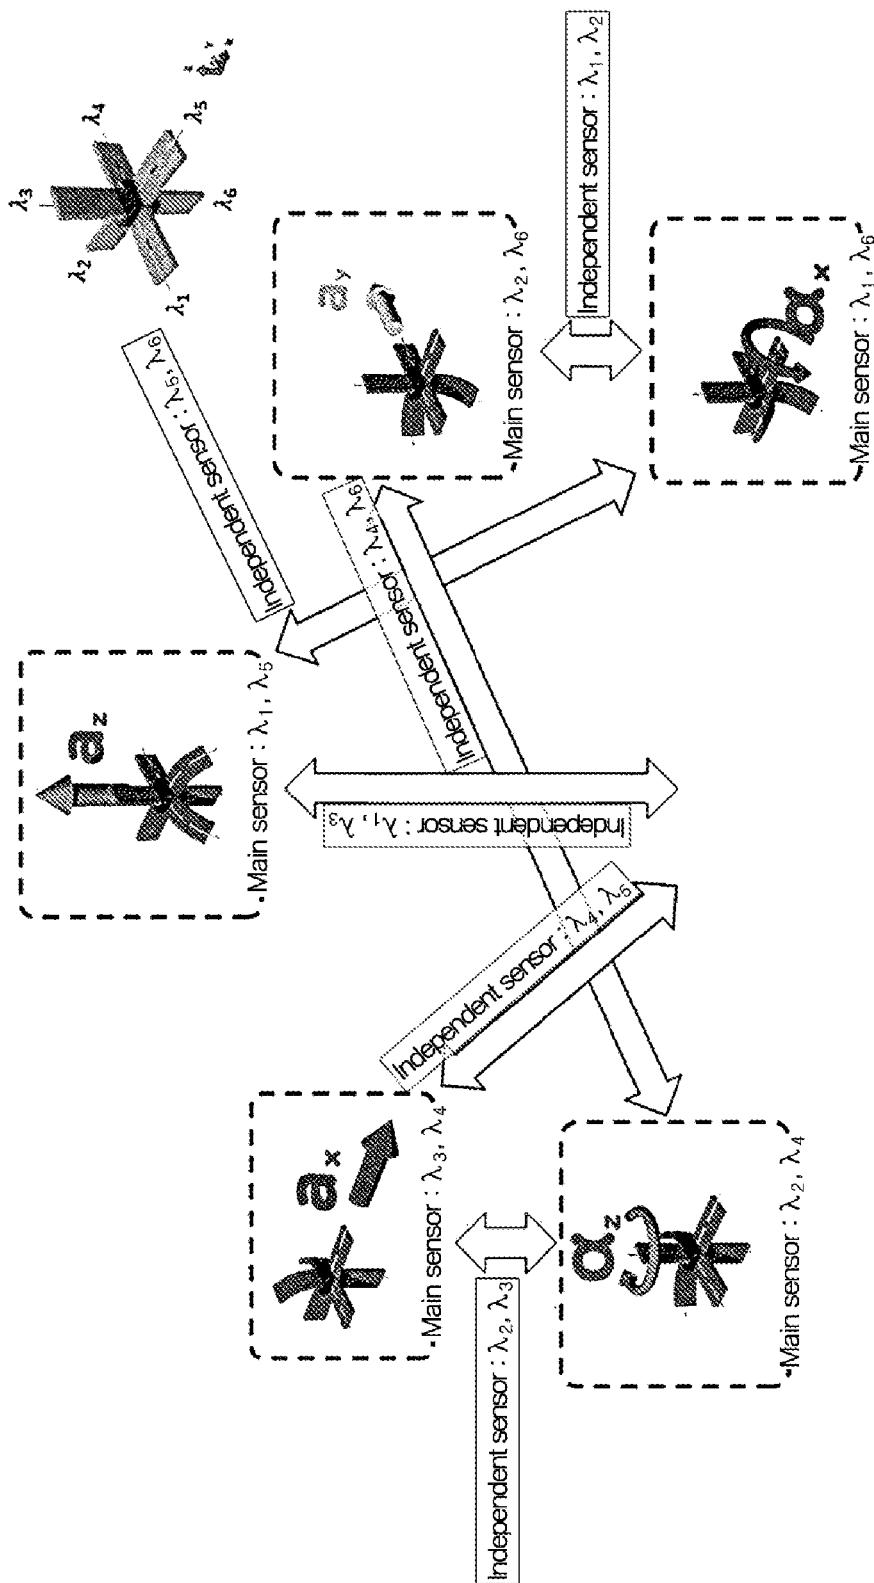 λ₃
λ₄
λ₂
λ₅
λ₁
λ₆
z
Y
x
a_z
Main sensor : λ₁, λ₅
Independent sensor : λ₅, λ₆
a_y
Main sensor : λ₂, λ₆
Independent sensor : λ₁, λ₂
α_x
Main sensor : λ₁, λ₆
Independent sensor : λ₄, λ₆
Independent sensor : λ₁, λ₃
Independent sensor : λ₄, λ₅
a_x
Main sensor : λ₃, λ₄
Independent sensor : λ₂, λ₃
α_z
Main sensor : λ₂, λ₄